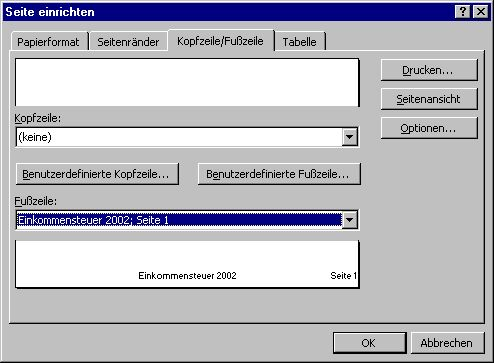 Seite einrichten
Papierformat Seitenränder Kopfzeile/Fußzeile Tabelle
Drucken...
Seitenansicht
Kopfzeile:
Optionen...
(keine)
Benutzerdefinierte Kopfzeile... Benutzerdefinierte Fußzeile...
Fußzeile:
Einkommensteuer 2002; Seite 1
Einkommensteuer 2002 Seite 1
OK Abbrechen